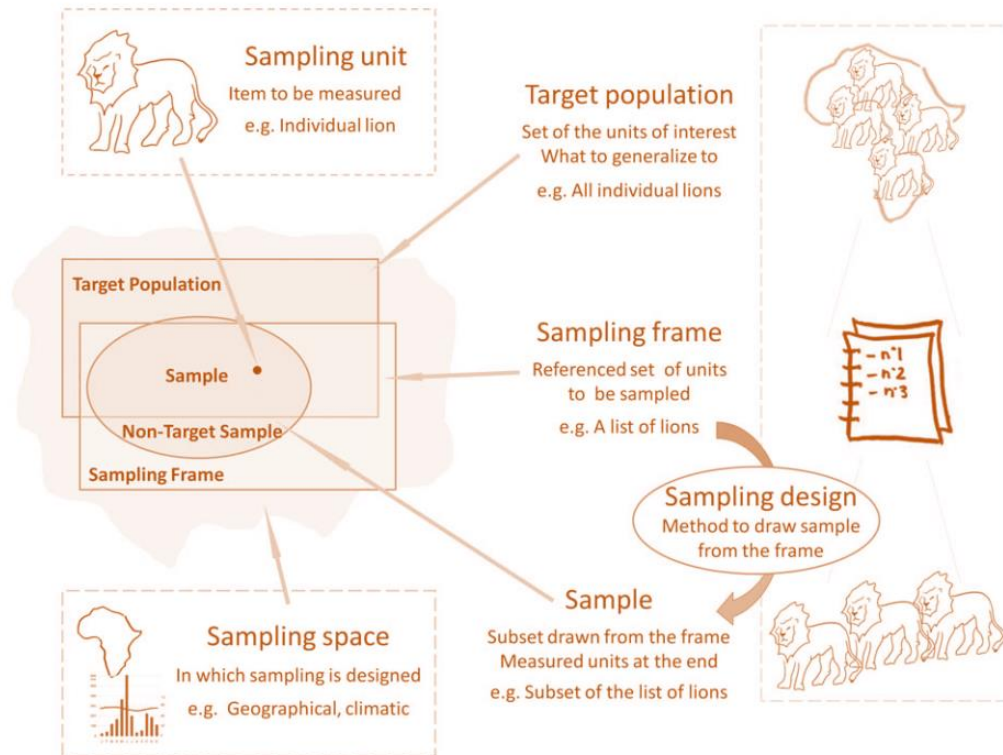 Sampling unit
Item to be measured
e.g. Individual lion
Target population
Set of the units of interest
What to generalize to
e.g. All individual lions
Target Population
Sample
Non-Target Sample
Sampling Frame
Sampling frame
Referenced set of units
to be sampled
e.g. A list of lions
- n°1
- n°2
- n°3
Sampling design
Method to draw sample
from the frame
Sample
Subset drawn from the frame
Measured units at the end
e.g. Subset of the list of lions
Sampling space
In which sampling is designed
e.g. Geographical, climatic